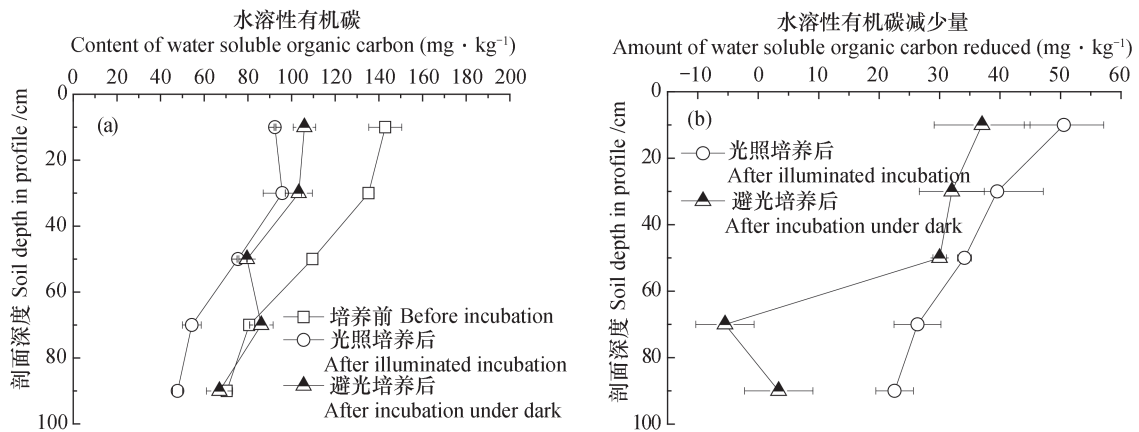 水溶性有机碳
Content of water soluble organic carbon (mg · kg⁻¹)
0 20 40 60 80 100 120 140 160 180 200
0
20
40
60
80
100
剖面深度 Soil depth in profile /cm
(a)
培养前 Before incubation
光照培养后
After illuminated incubation
避光培养后
After incubation under dark
水溶性有机碳减少量
Amount of water soluble organic carbon reduced (mg · kg⁻¹)
−10 0 10 20 30 40 50 60
0
20
40
60
80
100
剖面深度 Soil depth in profile /cm
(b)
光照培养后
After illuminated incubation
避光培养后
After incubation under dark